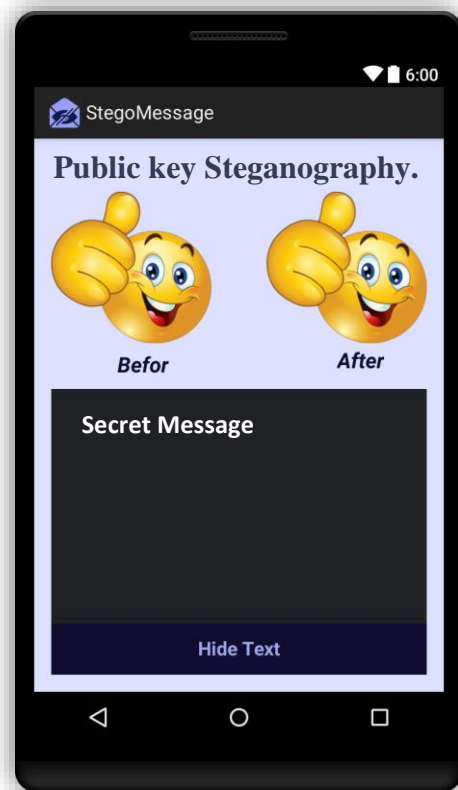 6:00
StegoMessage
Public key Steganography.
Befor After
Secret Message
Hide Text